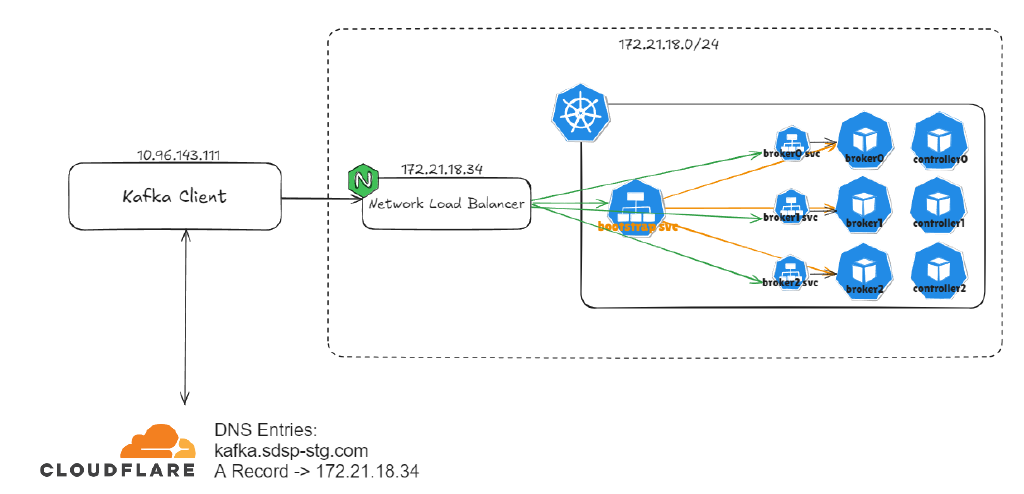 172.21.18.0/24
10.96.143.111
Kafka Client
172.21.18.34
N
Network Load Balancer
bootstrap svc
broker0 svc
broker0
controller0
broker1 svc
broker1
controller1
broker2 svc
broker2
controller2
CLOUDFLARE
DNS Entries:
kafka.sdsp-stg.com
A Record -> 172.21.18.34